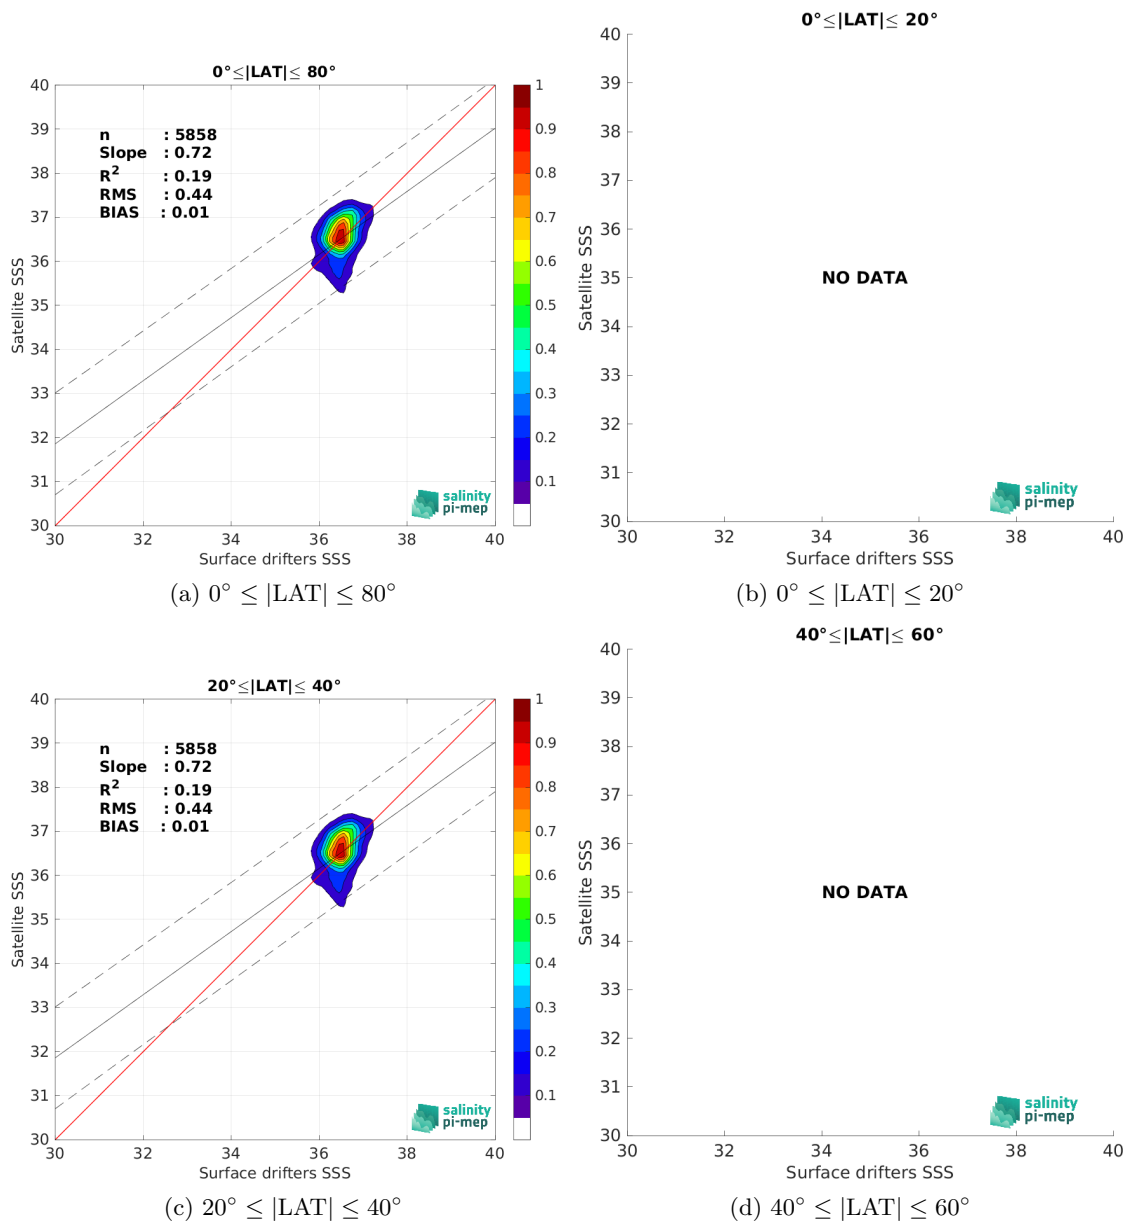 0°≤|LAT|≤ 80°
40
39
38
37
36
35
34
33
32
31
30
Satellite SSS
n : 5858
Slope : 0.72
R² : 0.19
RMS : 0.44
BIAS : 0.01
1
0.9
0.8
0.7
0.6
0.5
0.4
0.3
0.2
0.1
salinity
pi-mep
30 32 34 36 38 40
Surface drifters SSS
(a) 0° ≤ |LAT| ≤ 80°
0°≤|LAT|≤ 20°
40
39
38
37
36
35
34
33
32
31
30
Satellite SSS
NO DATA
salinity
pi-mep
30 32 34 36 38 40
Surface drifters SSS
(b) 0° ≤ |LAT| ≤ 20°
20°≤|LAT|≤ 40°
40
39
38
37
36
35
34
33
32
31
30
Satellite SSS
n : 5858
Slope : 0.72
R² : 0.19
RMS : 0.44
BIAS : 0.01
1
0.9
0.8
0.7
0.6
0.5
0.4
0.3
0.2
0.1
salinity
pi-mep
30 32 34 36 38 40
Surface drifters SSS
(c) 20° ≤ |LAT| ≤ 40°
40°≤|LAT|≤ 60°
40
39
38
37
36
35
34
33
32
31
30
Satellite SSS
NO DATA
salinity
pi-mep
30 32 34 36 38 40
Surface drifters SSS
(d) 40° ≤ |LAT| ≤ 60°